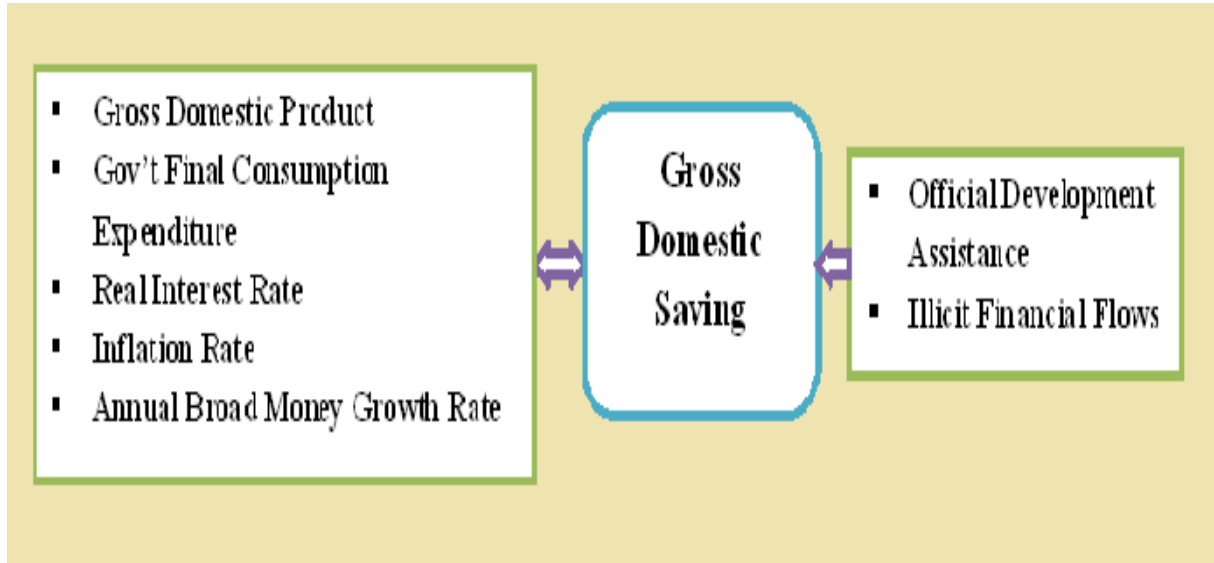 ▪ Gross Domestic Product
▪ Gov't Final Consumption
Expenditure
▪ Real Interest Rate
▪ Inflation Rate
▪ Annual Broad Money Growth Rate
Gross
Domestic
Saving
▪ Official Development
Assistance
▪ Illicit Financial Flows